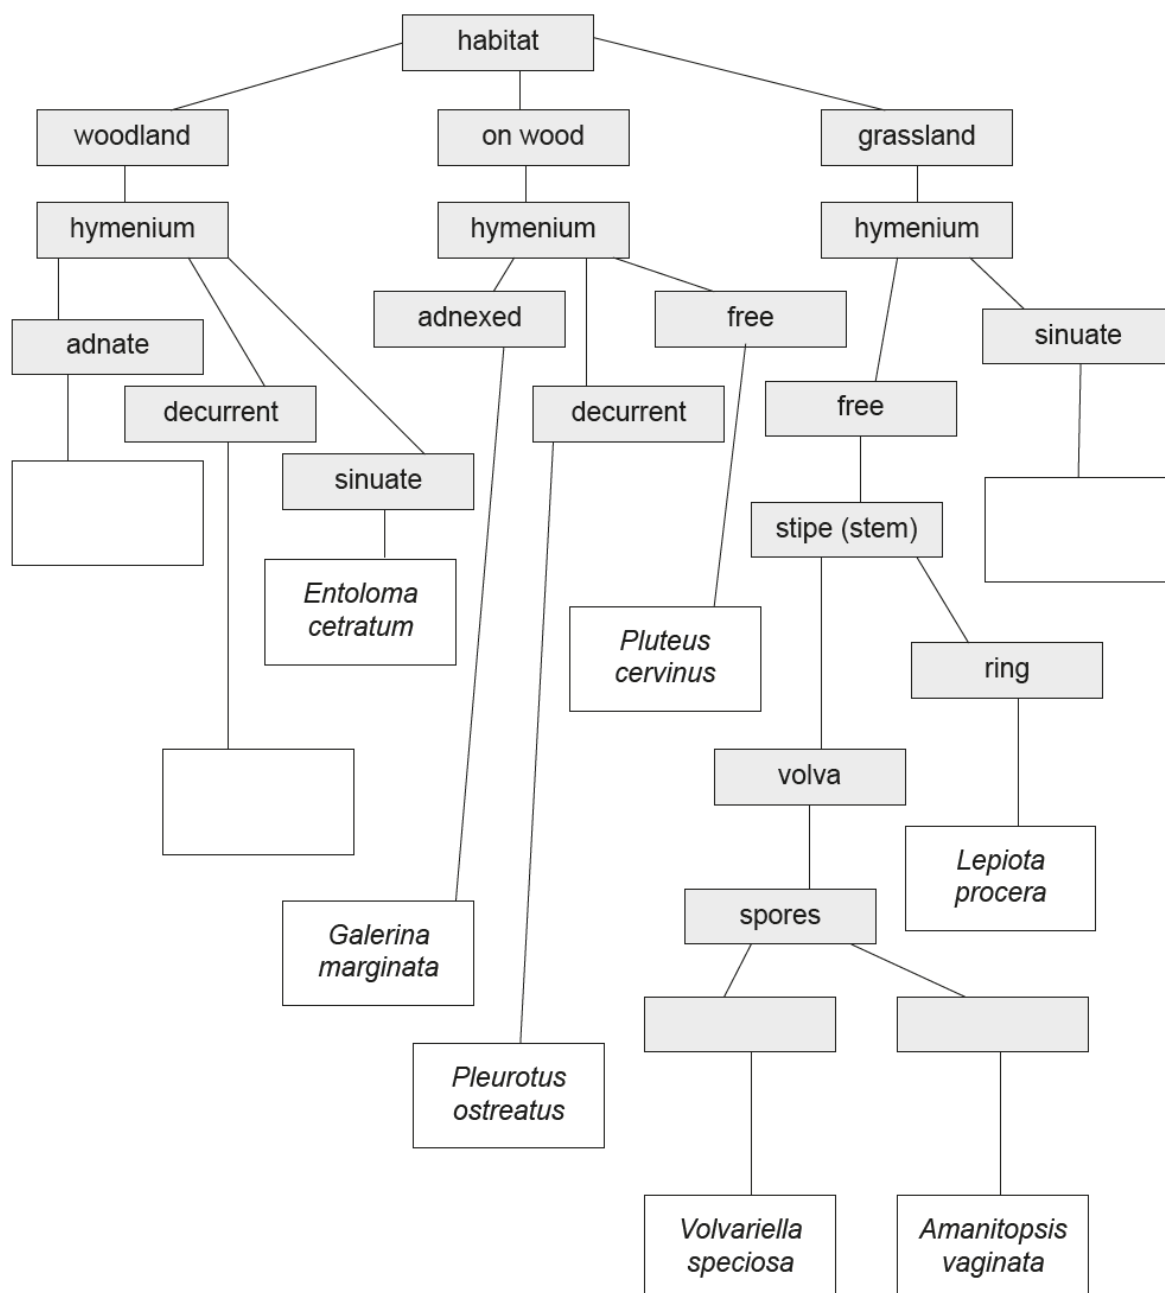 habitat
woodland
on wood
grassland
hymenium
hymenium
hymenium
adnexed
free
sinuate
adnate
decurrent
decurrent
free
sinuate
stipe (stem)
Entoloma
cetratum
Pluteus
cervinus
ring
volva
Lepiota
procera
spores
Galerina
marginata
Pleurotus
ostreatus
Volvariella
speciosa
Amanitopsis
vaginata